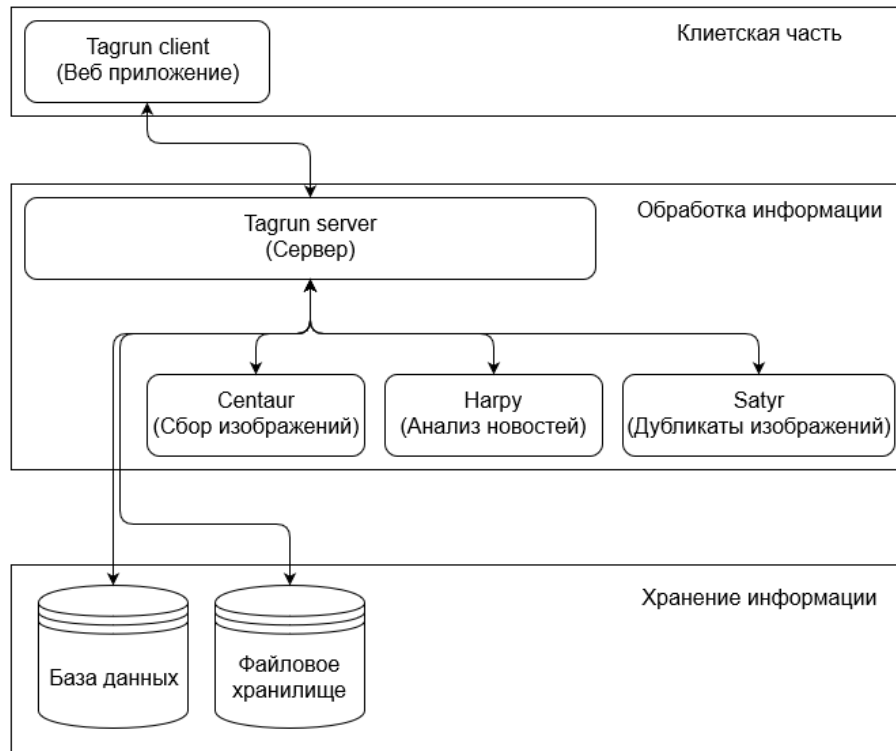 Клиетская часть
Tagrun client
(Веб приложение)
Обработка информации
Tagrun server
(Сервер)
Centaur
(Сбор изображений)
Harpy
(Анализ новостей)
Satyr
(Дубликаты изображений)
Хранение информации
База данных
Файловое
хранилище